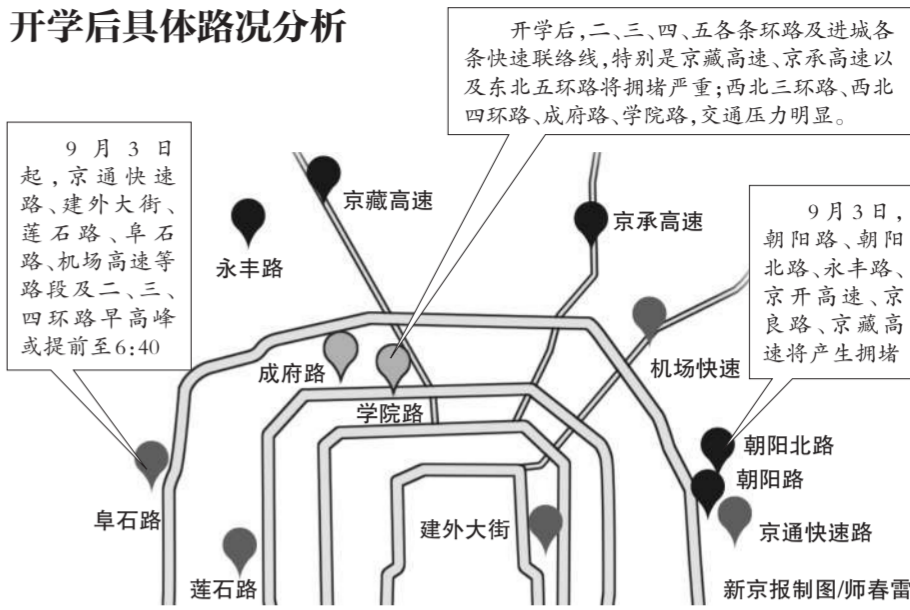 开学后具体路况分析
开学后,二、三、四、五各条环路及进城各
条快速联络线,特别是京藏高速、京承高速以
及东北五环路将拥堵严重;西北三环路、西北
四环路、成府路、学院路,交通压力明显。
9月3日
起,京通快速
路、建外大街、
莲石路、阜石
路、机场高速等
路段及二、三、
四环路早高峰
或提前至6:40
9月3日,
朝阳路、朝阳
北路、永丰路、
京开高速、京
良路、京藏高
速将产生拥堵
京藏高速
永丰路
京承高速
成府路
学院路
机场快速
朝阳北路
朝阳路
阜石路
建外大街
京通快速路
莲石路
新京报制图/师春雷